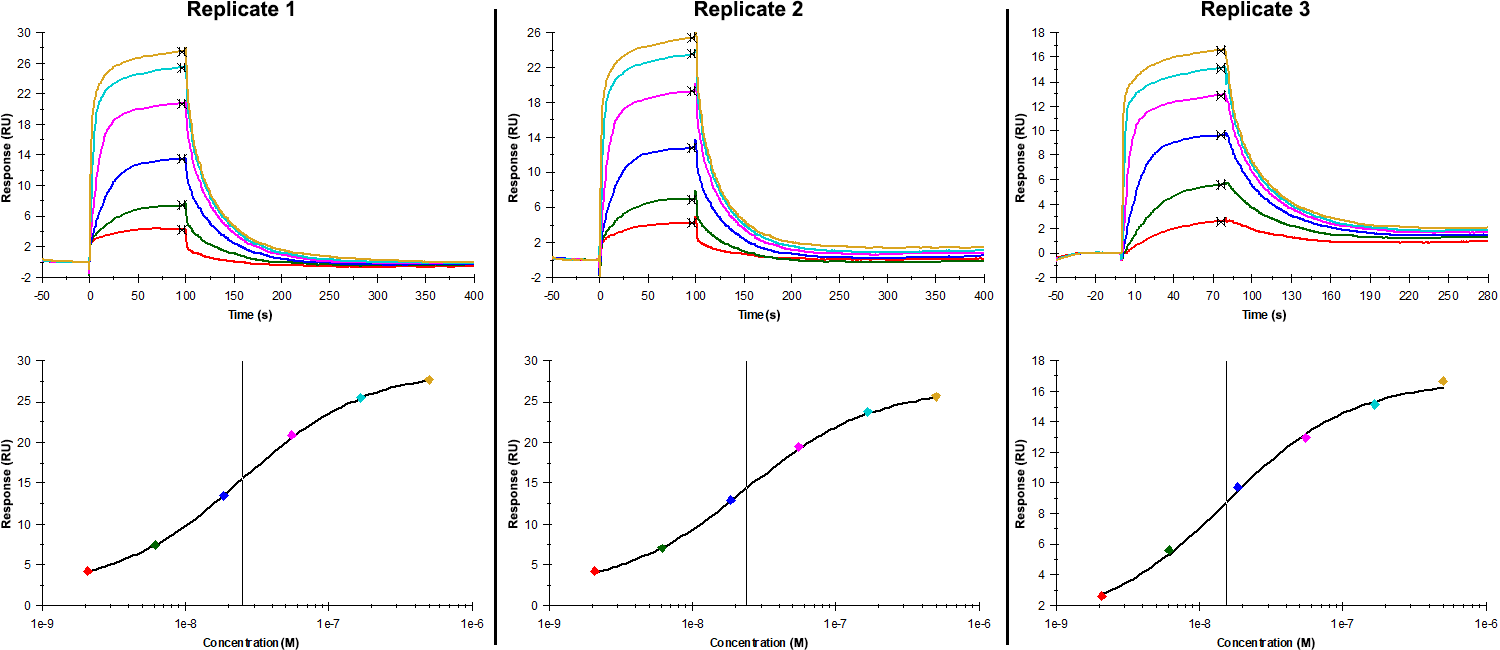 Replicate 1
Replicate 2
Replicate 3
30
26
22
18
14
10
6
2
-2
Response (RU)
-50 0 50 100 150 200 250 300 350 400
Time (s)
26
22
18
14
10
6
2
-2
Response (RU)
-50 0 50 100 150 200 250 300 350 400
Time (s)
18
16
14
12
10
8
6
4
2
0
-2
Response (RU)
-50 -20 10 40 70 100 130 160 190 220 250 280
Time (s)
30
25
20
15
10
5
0
Response (RU)
1e-9 1e-8 1e-7 1e-6
Concentration (M)
30
25
20
15
10
5
0
Response (RU)
1e-9 1e-8 1e-7 1e-6
Concentration (M)
18
16
14
12
10
8
6
4
2
Response (RU)
1e-9 1e-8 1e-7 1e-6
Concentration (M)